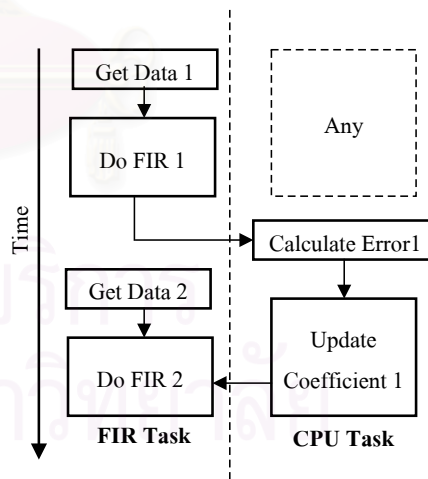 Get Data 1
Any
Do FIR 1
Time
Calculate Error1
Get Data 2
Update
Coefficient 1
Do FIR 2
FIR Task
CPU Task